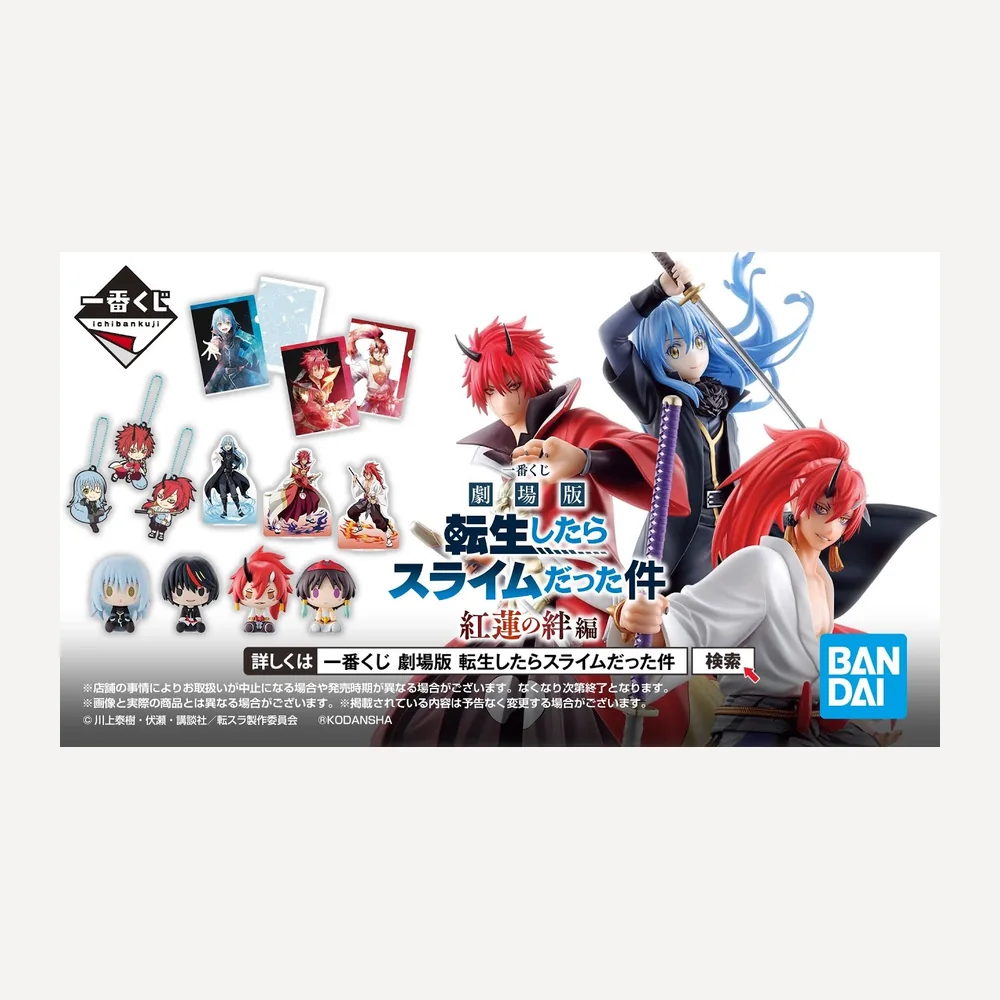 一番くじ
ichibankuji
一番くじ
劇場版
転生したら
スライムだった件
紅蓮の絆編
詳しくは 一番くじ 劇場版 転生したらスライムだった件 検索
※店舗の事情によりお取扱いが中止になる場合や発売時期が異なる場合がございます。なくなり次第終了となります。
※画像と実際の商品とは異なる場合がございます。※掲載されている内容は予告なく変更する場合がございます。
©川上泰樹・伏瀬・講談社／転スラ製作委員会 ®KODANSHA
BAN
DAI